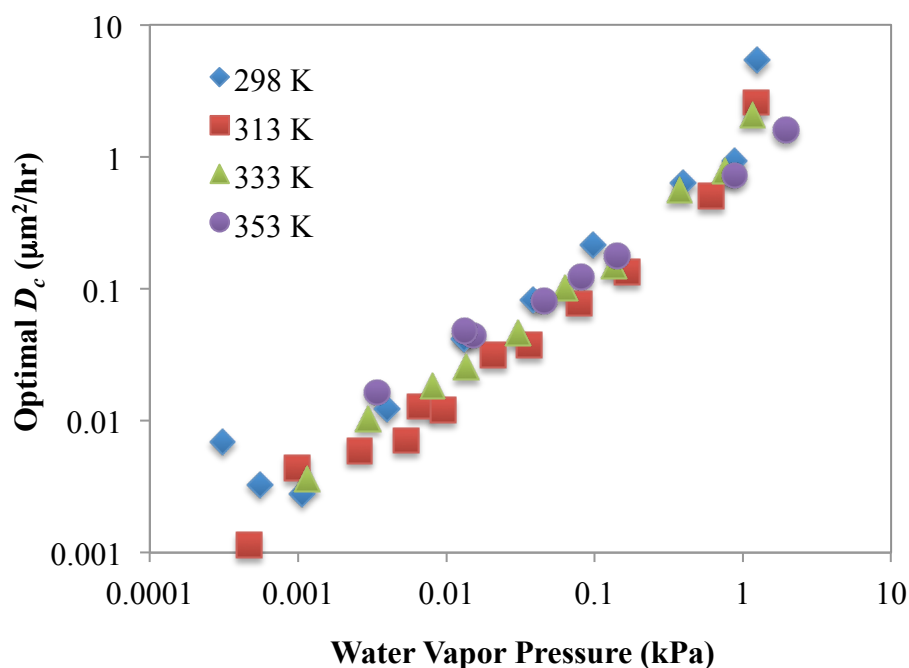 10
1
0.1
0.01
0.001
Optimal D_c (µm²/hr)
298 K
313 K
333 K
353 K
0.0001 0.001 0.01 0.1 1 10
Water Vapor Pressure (kPa)